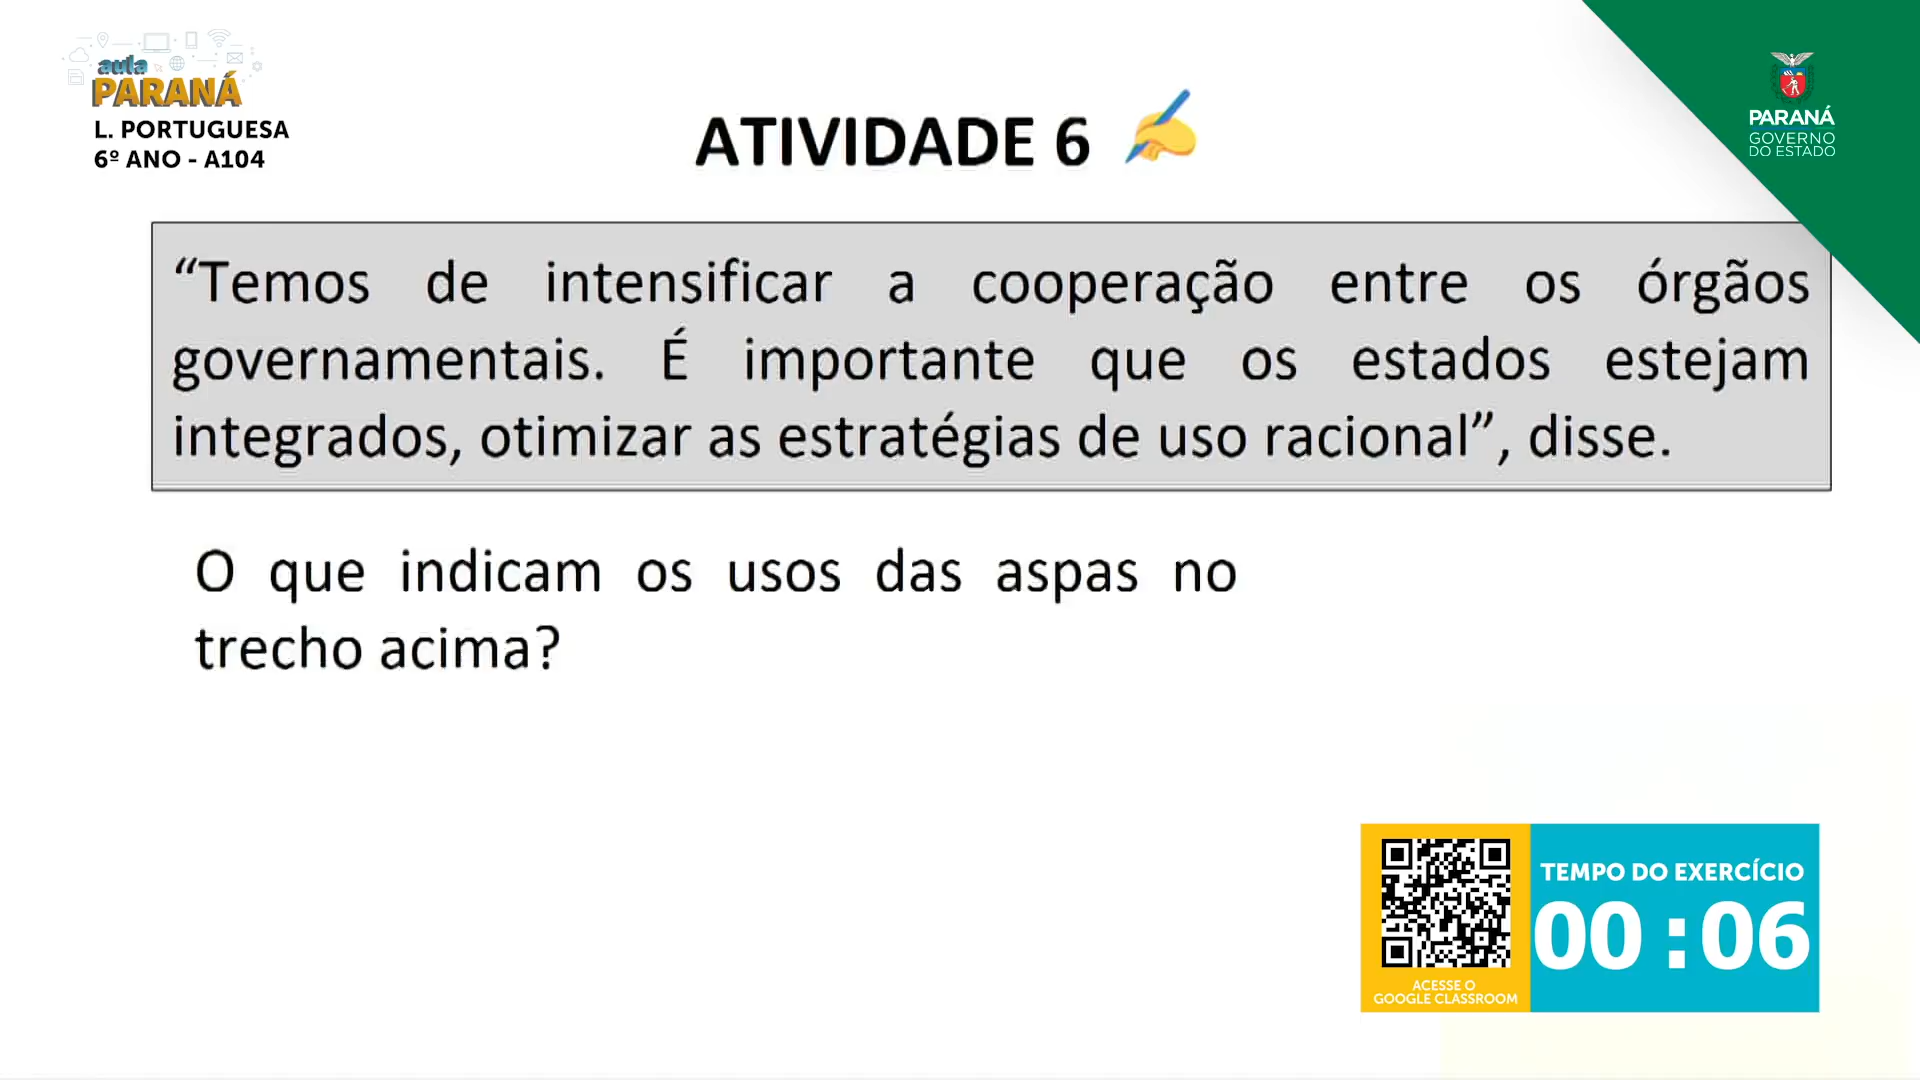 aula
PARANÁ
L. PORTUGUESA
6º ANO - A104
ATIVIDADE 6
PARANÁ
GOVERNO
DO ESTADO
“Temos de intensificar a cooperação entre os órgãos
governamentais. É importante que os estados estejam
integrados, otimizar as estratégias de uso racional”, disse.
O que indicam os usos das aspas no
trecho acima?
TEMPO DO EXERCÍCIO
00 : 06
ACESSE O
GOOGLE CLASSROOM